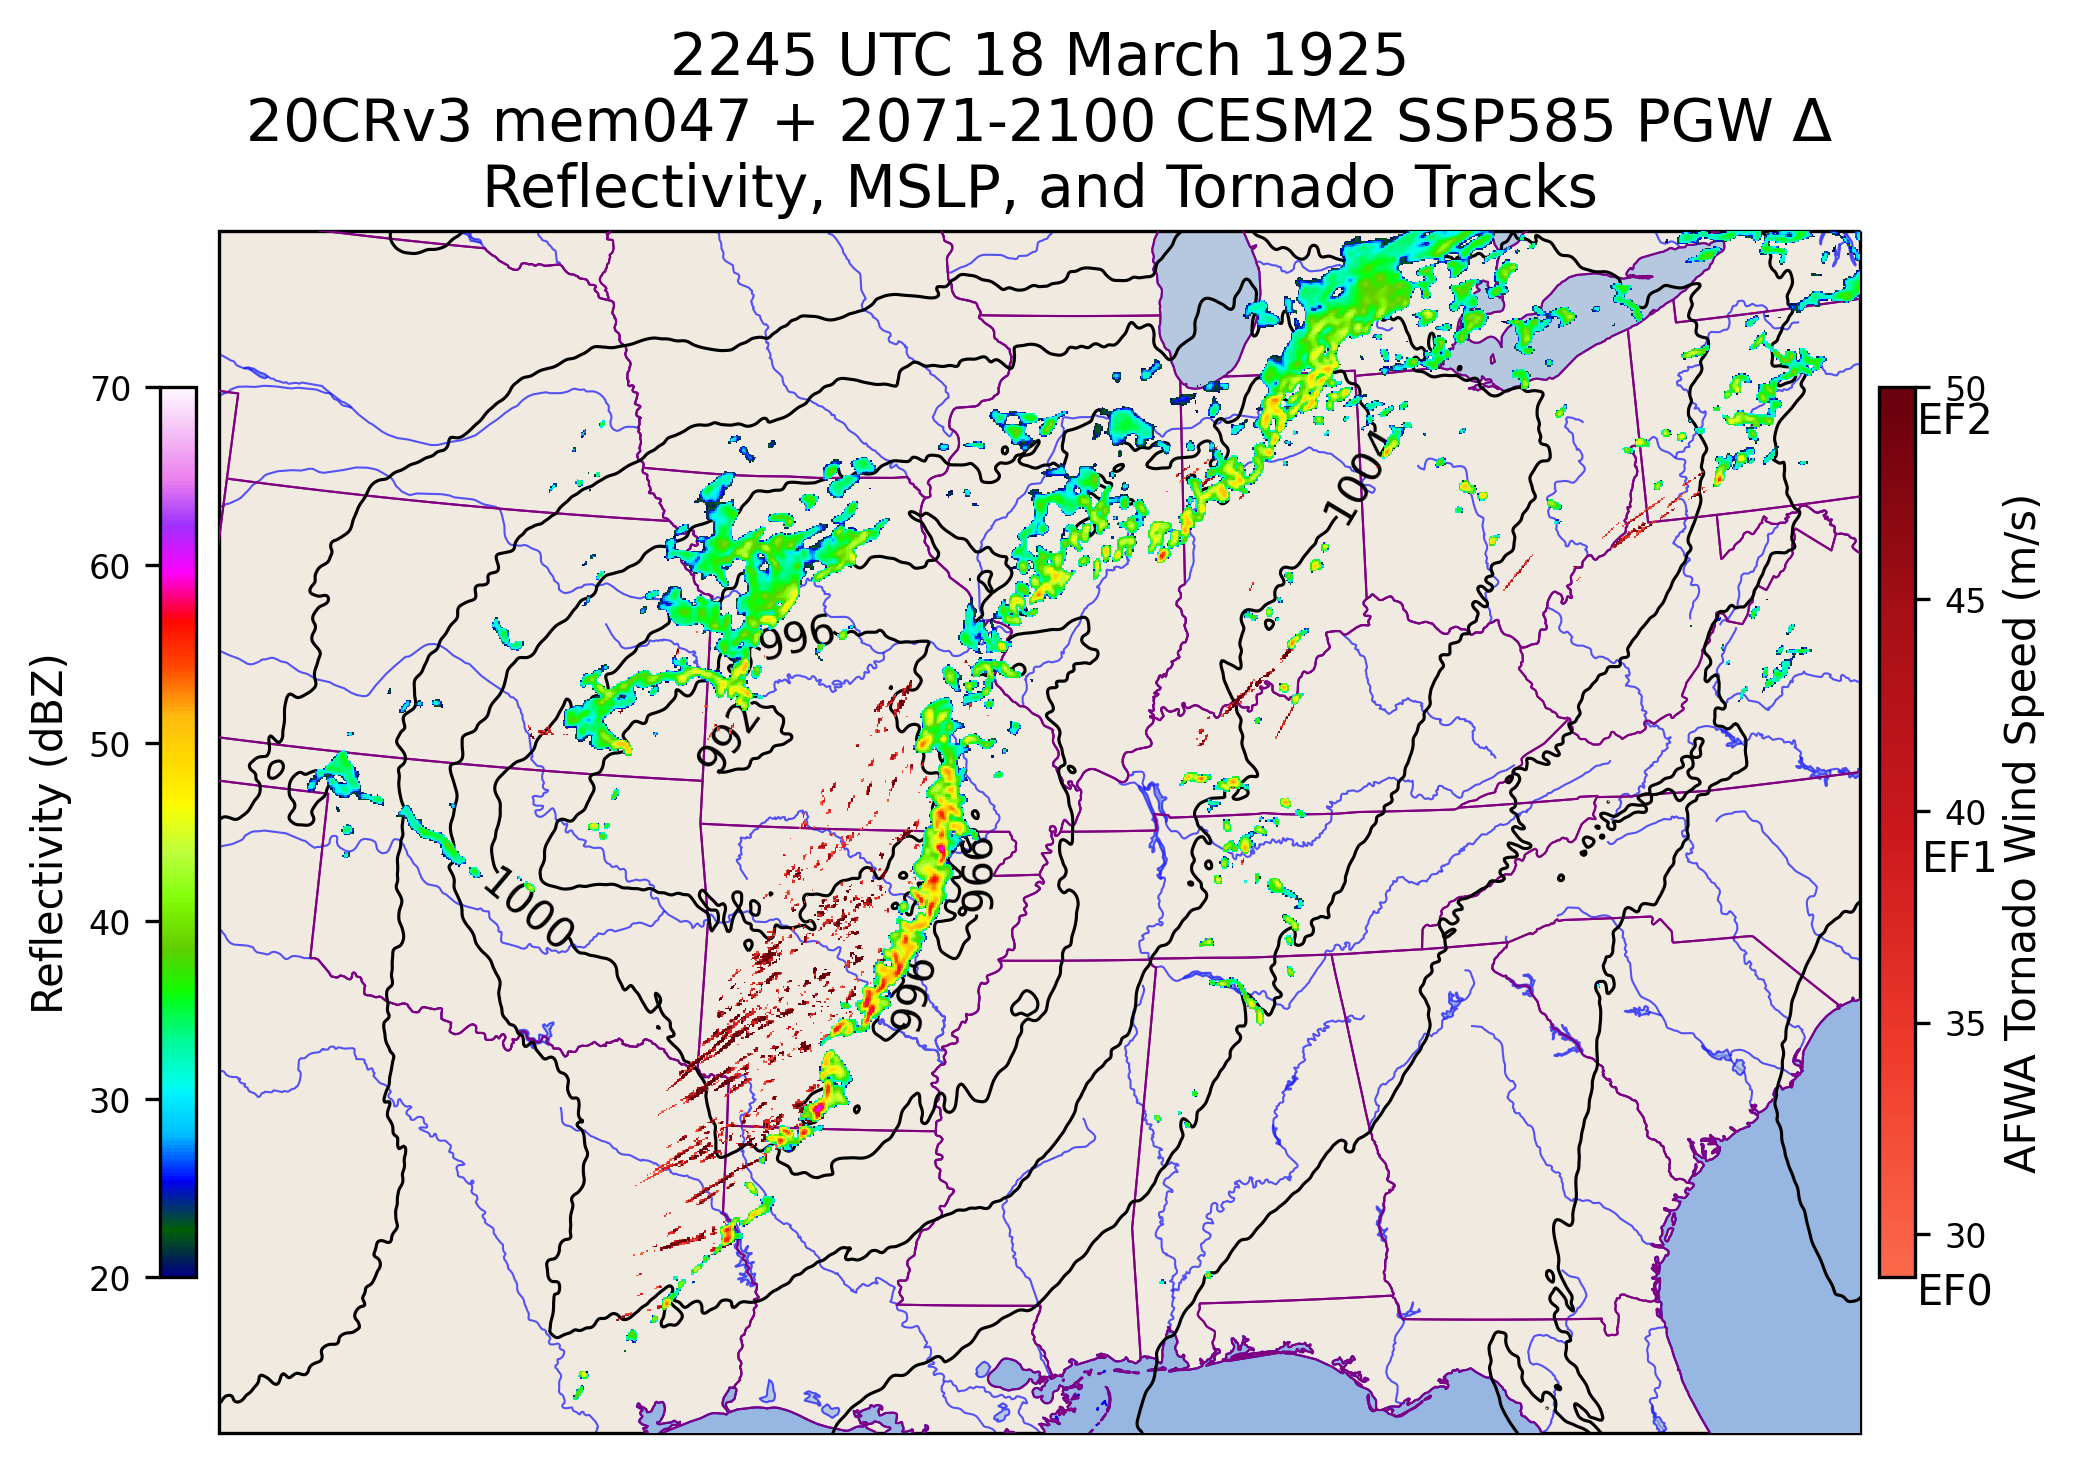 2245 UTC 18 March 1925
20CRv3 mem047 + 2071-2100 CESM2 SSP585 PGW Δ
Reflectivity, MSLP, and Tornado Tracks
Reflectivity (dBZ)
70
60
50
40
30
20
1004
996
992
1000
996
996
50
EF2
45
40
EF1
35
30
EF0
AFWA Tornado Wind Speed (m/s)